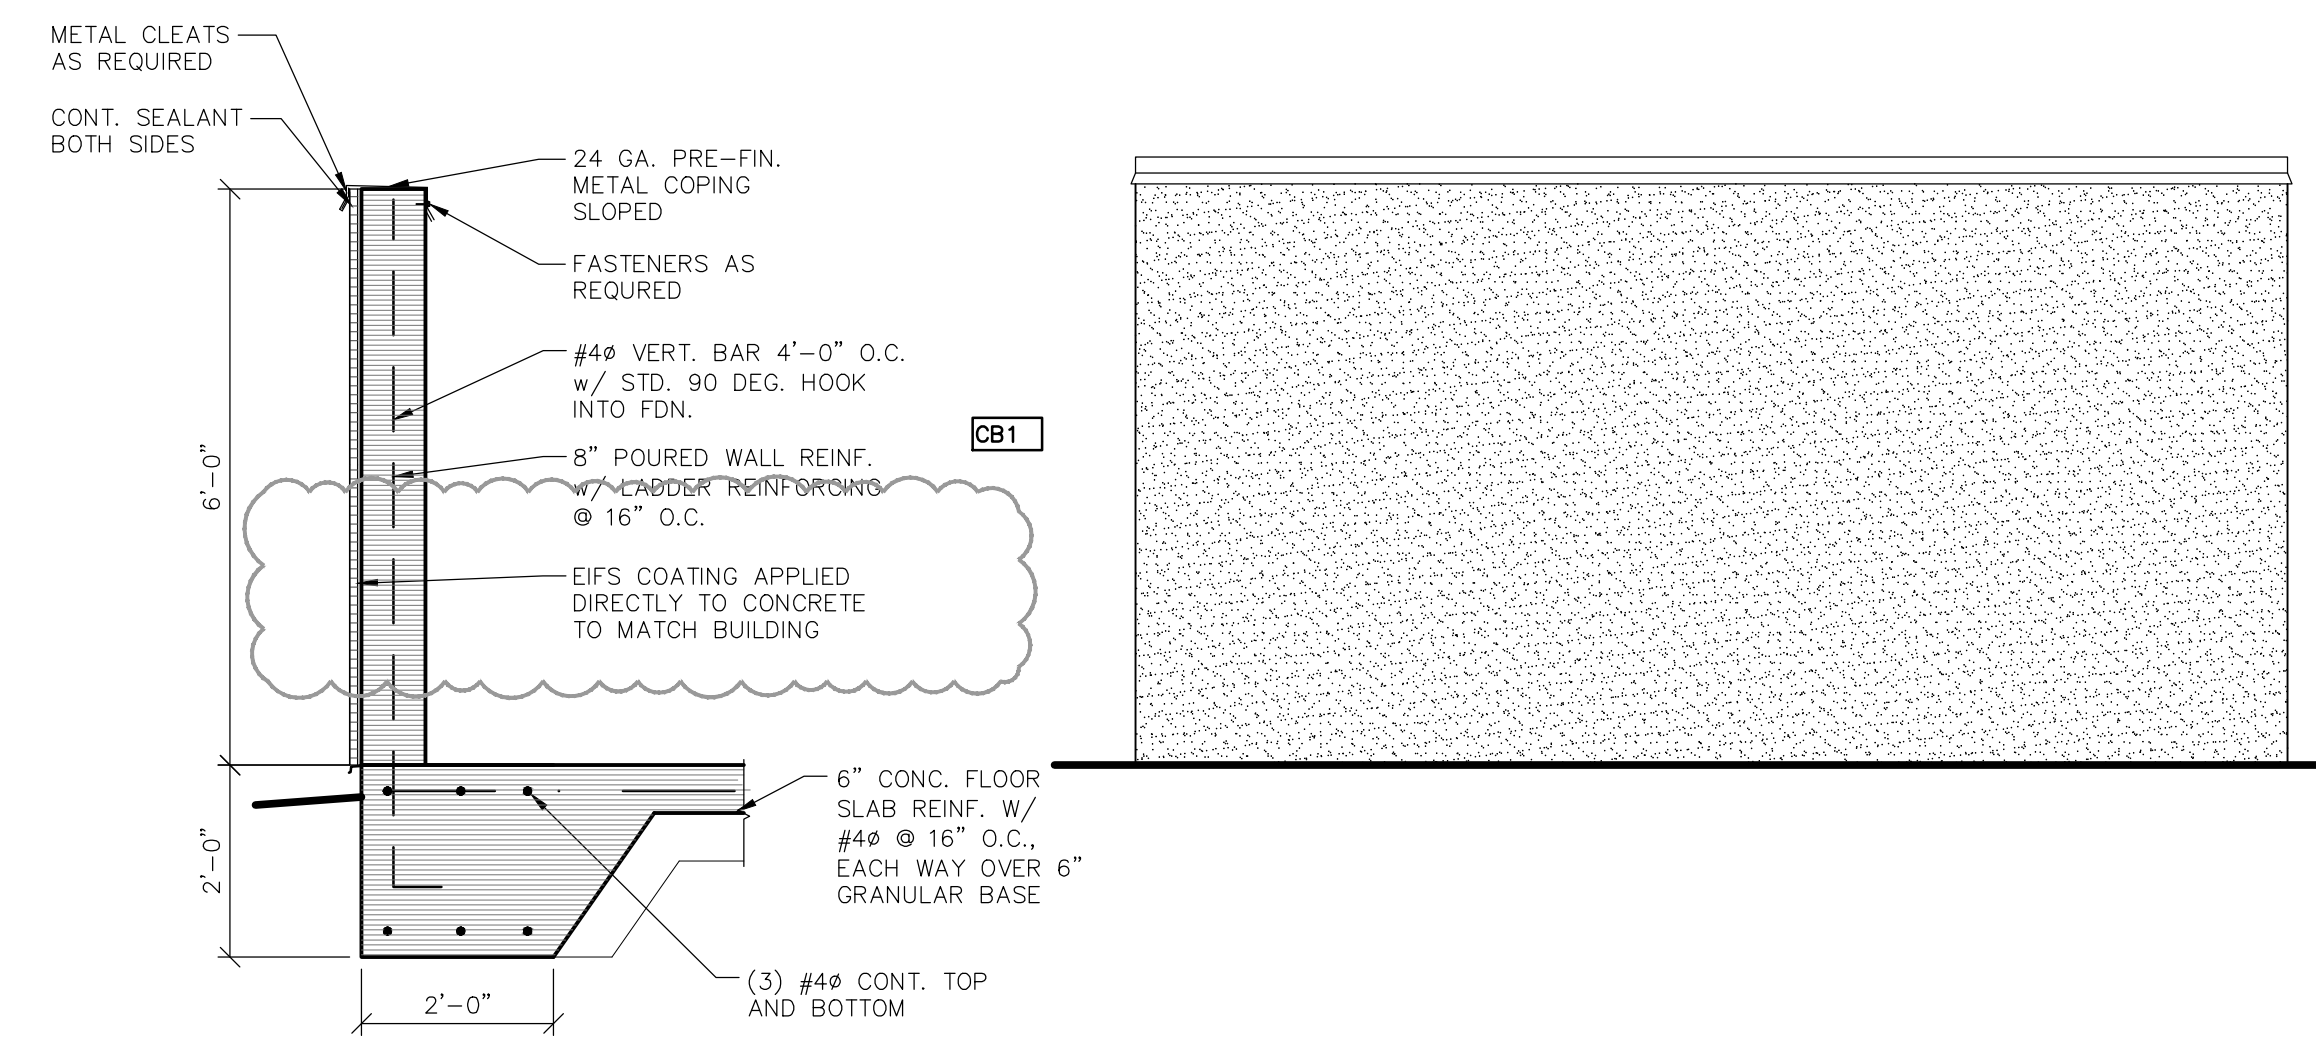 METAL CLEATS
AS REQUIRED
CONT. SEALANT
BOTH SIDES
24 GA. PRE-FIN.
METAL COPING
SLOPED
FASTENERS AS
REQURED
#4ø VERT. BAR 4'-0" O.C.
w/ STD. 90 DEG. HOOK
INTO FDN.
CB1
8" POURED WALL REINF.
W/ LADDER REINFORCING
@ 16" O.C.
EIFS COATING APPLIED
DIRECTLY TO CONCRETE
TO MATCH BUILDING
6'-0"
6" CONC. FLOOR
SLAB REINF. W/
#4ø @ 16" O.C.,
EACH WAY OVER 6"
GRANULAR BASE
2'-0"
(3) #4ø CONT. TOP
AND BOTTOM
2'-0"